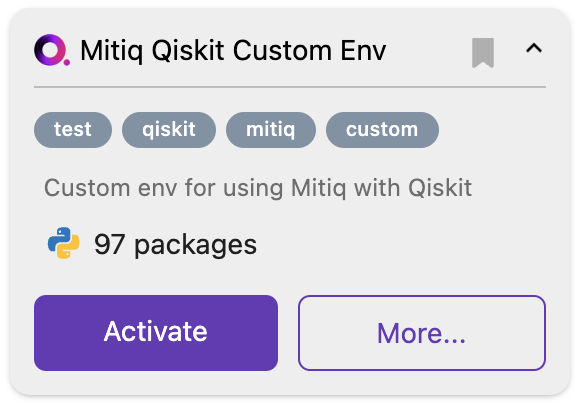 Mitiq Qiskit Custom Env
test qiskit mitiq custom
Custom env for using Mitiq with Qiskit
97 packages
Activate More...